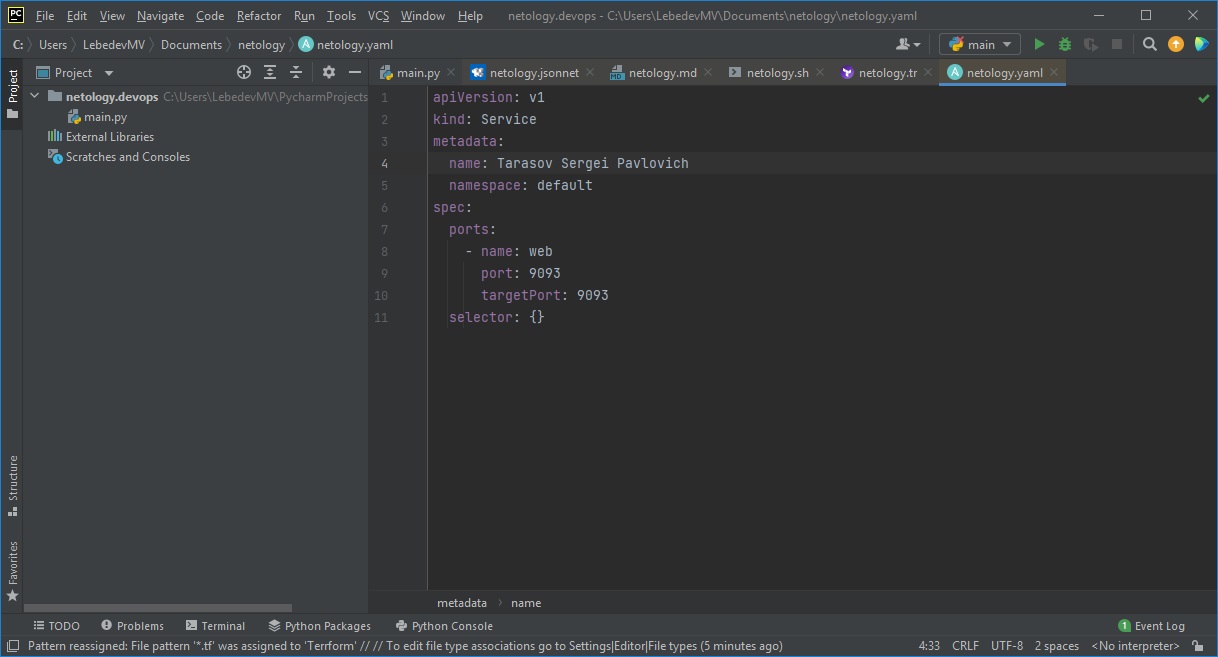 PC File Edit View Navigate Code Refactor Run Tools VCS Window Help netology.devops - C:\Users\LebedevMV\Documents\netology\netology.yaml
C: Users LebedevMV Documents netology netology.yaml main
Project
Project main.py netology.jsonnet netology.md netology.sh netology.tr netology.yaml
netology.devops C:\Users\LebedevMV\PycharmProjects
main.py
External Libraries
Scratches and Consoles
1 apiVersion: v1
2 kind: Service
3 metadata:
4 name: Tarasov Sergei Pavlovich
5 namespace: default
6 spec:
7 ports:
8 - name: web
9 port: 9093
10 targetPort: 9093
11 selector: {}
Structure
Favorites
metadata name
TODO Problems Terminal Python Packages Python Console 1 Event Log
Pattern reassigned: File pattern '*.tf' was assigned to 'Terrform' // // To edit file type associations go to Settings|Editor|File types (5 minutes ago) 4:33 CRLF UTF-8 2 spaces <No interpreter>